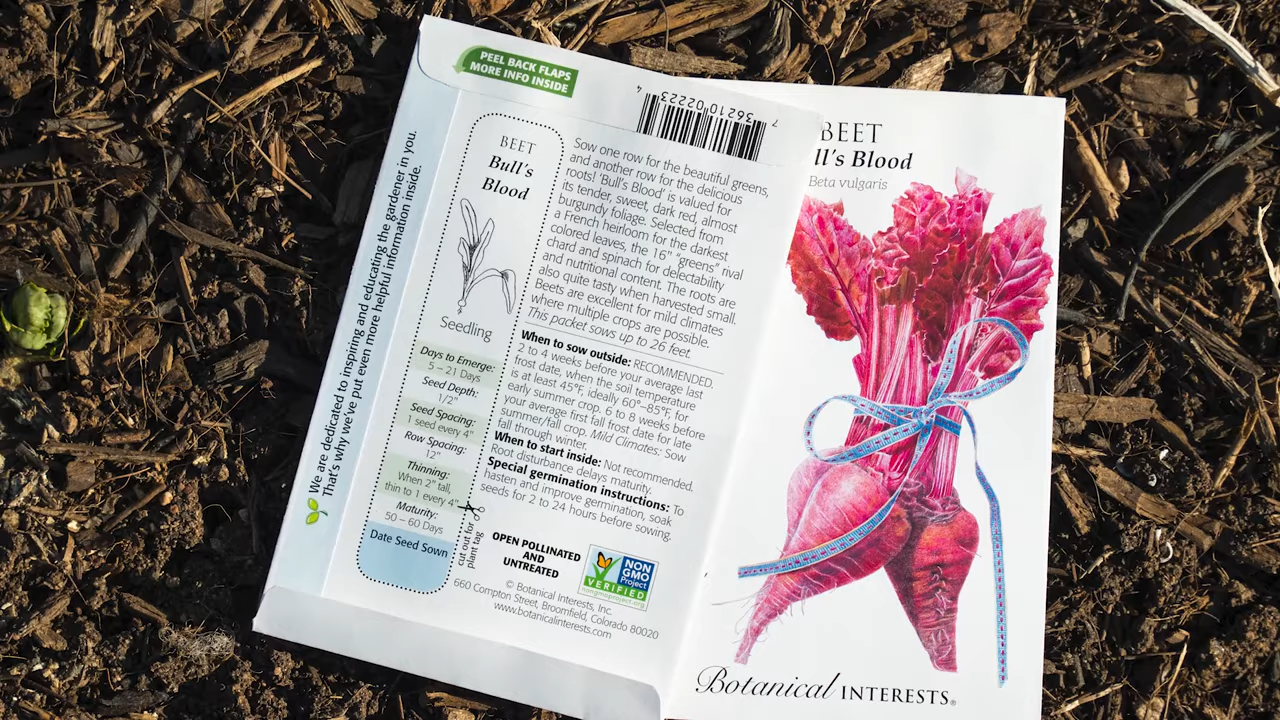 PEEL BACK FLAPS
MORE INFO INSIDE
7 36210 02223 4
We are dedicated to inspiring and educating the gardener in you.
That's why we've put even more helpful information inside.
BEET
Bull's
Blood
Seedling
Days to Emerge:
5 – 21 Days
Seed Depth:
1/2"
Seed Spacing:
1 seed every 4"
Row Spacing:
12"
Thinning:
When 2" tall,
thin to 1 every 4"
Maturity:
50 – 60 Days
Date Seed Sown
cut out for
plant tag
Sow one row for the beautiful greens,
and another row for the delicious
roots! 'Bull's Blood' is valued for
its tender, sweet, dark red, almost
burgundy foliage. Selected from
a French heirloom for the darkest
colored leaves, the 16" "greens" rival
chard and spinach for delectability
and nutritional content. The roots are
also quite tasty when harvested small.
Beets are excellent for mild climates
where multiple crops are possible.
This packet sows up to 26 feet.
When to sow outside: RECOMMENDED.
2 to 4 weeks before your average last
frost date, when the soil temperature
is at least 45°F, ideally 60°–85°F, for
early summer crop. 6 to 8 weeks before
your average first fall frost date for late
summer/fall crop. Mild Climates: Sow
fall through winter.
When to start inside: Not recommended.
Root disturbance delays maturity.
Special germination instructions: To
hasten and improve germination, soak
seeds for 2 to 24 hours before sowing.
OPEN POLLINATED
AND
UNTREATED
NON
GMO
Project
VERIFIED
nongmoproject.org
© Botanical Interests, Inc.
660 Compton Street, Broomfield, Colorado 80020
www.botanicalinterests.com
BEET
ll's Blood
Beta vulgaris
Botanical INTERESTS®